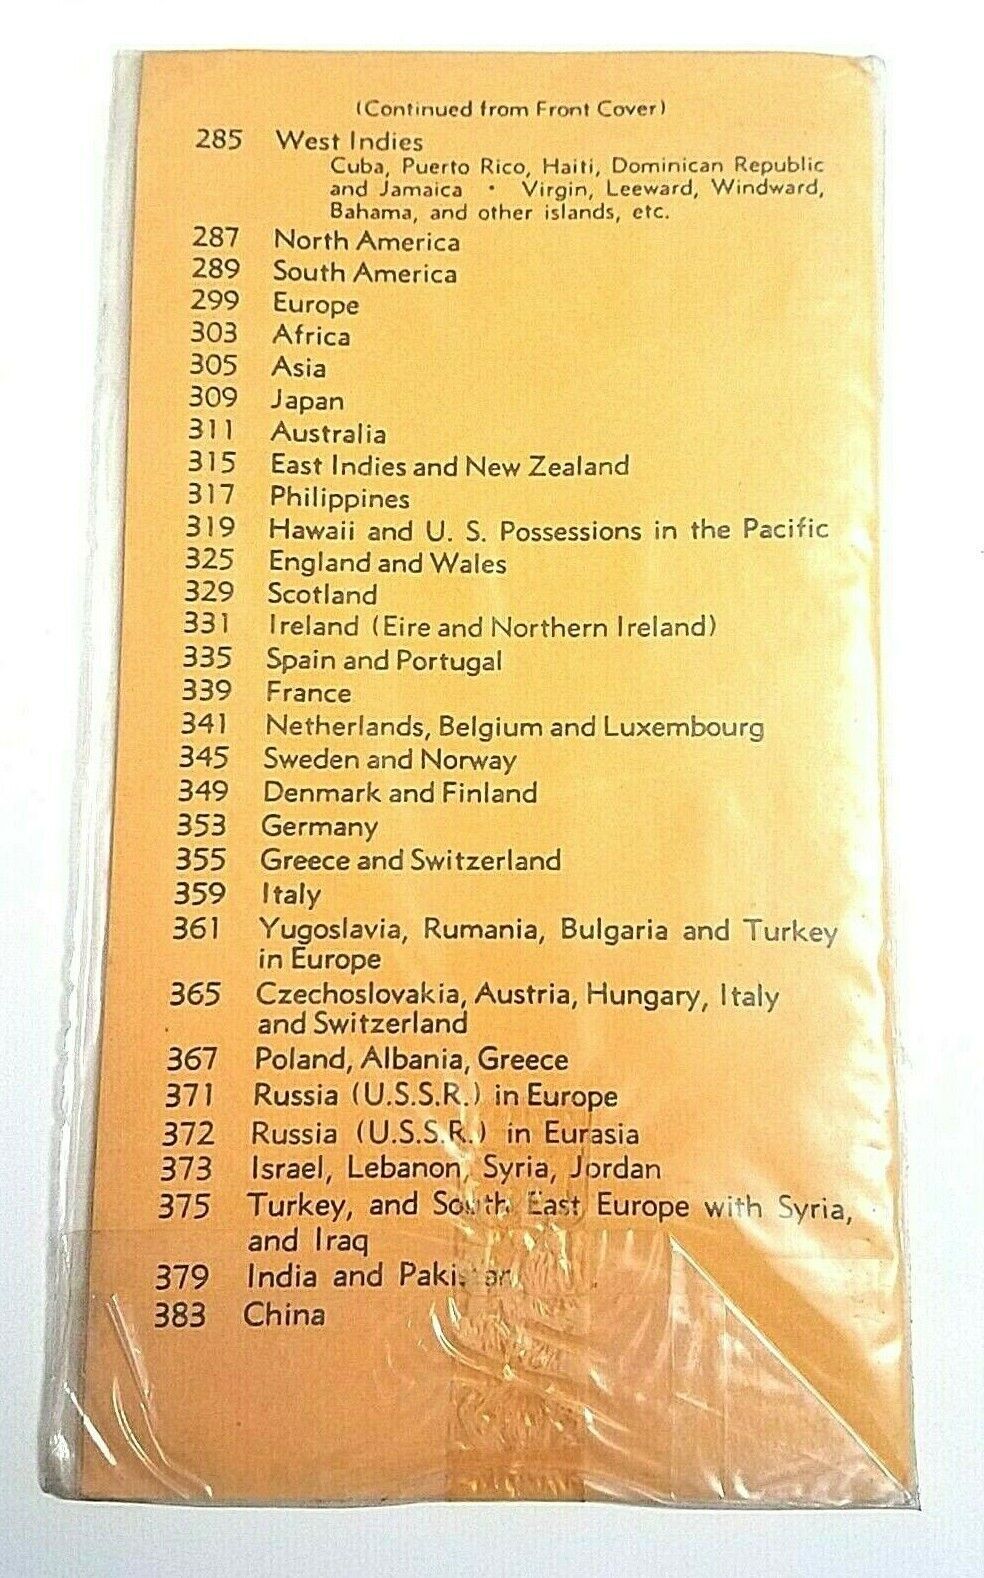 (Continued from Front Cover)
285 West Indies
Cuba, Puerto Rico, Haiti, Dominican Republic
and Jamaica • Virgin, Leeward, Windward,
Bahama, and other islands, etc.
287 North America
289 South America
299 Europe
303 Africa
305 Asia
309 Japan
311 Australia
315 East Indies and New Zealand
317 Philippines
319 Hawaii and U. S. Possessions in the Pacific
325 England and Wales
329 Scotland
331 Ireland (Eire and Northern Ireland)
335 Spain and Portugal
339 France
341 Netherlands, Belgium and Luxembourg
345 Sweden and Norway
349 Denmark and Finland
353 Germany
355 Greece and Switzerland
359 Italy
361 Yugoslavia, Rumania, Bulgaria and Turkey
in Europe
365 Czechoslovakia, Austria, Hungary, Italy
and Switzerland
367 Poland, Albania, Greece
371 Russia (U.S.S.R.) in Europe
372 Russia (U.S.S.R.) in Eurasia
373 Israel, Lebanon, Syria, Jordan
375 Turkey, and South East Europe with Syria,
and Iraq
379 India and Pakistan
383 China